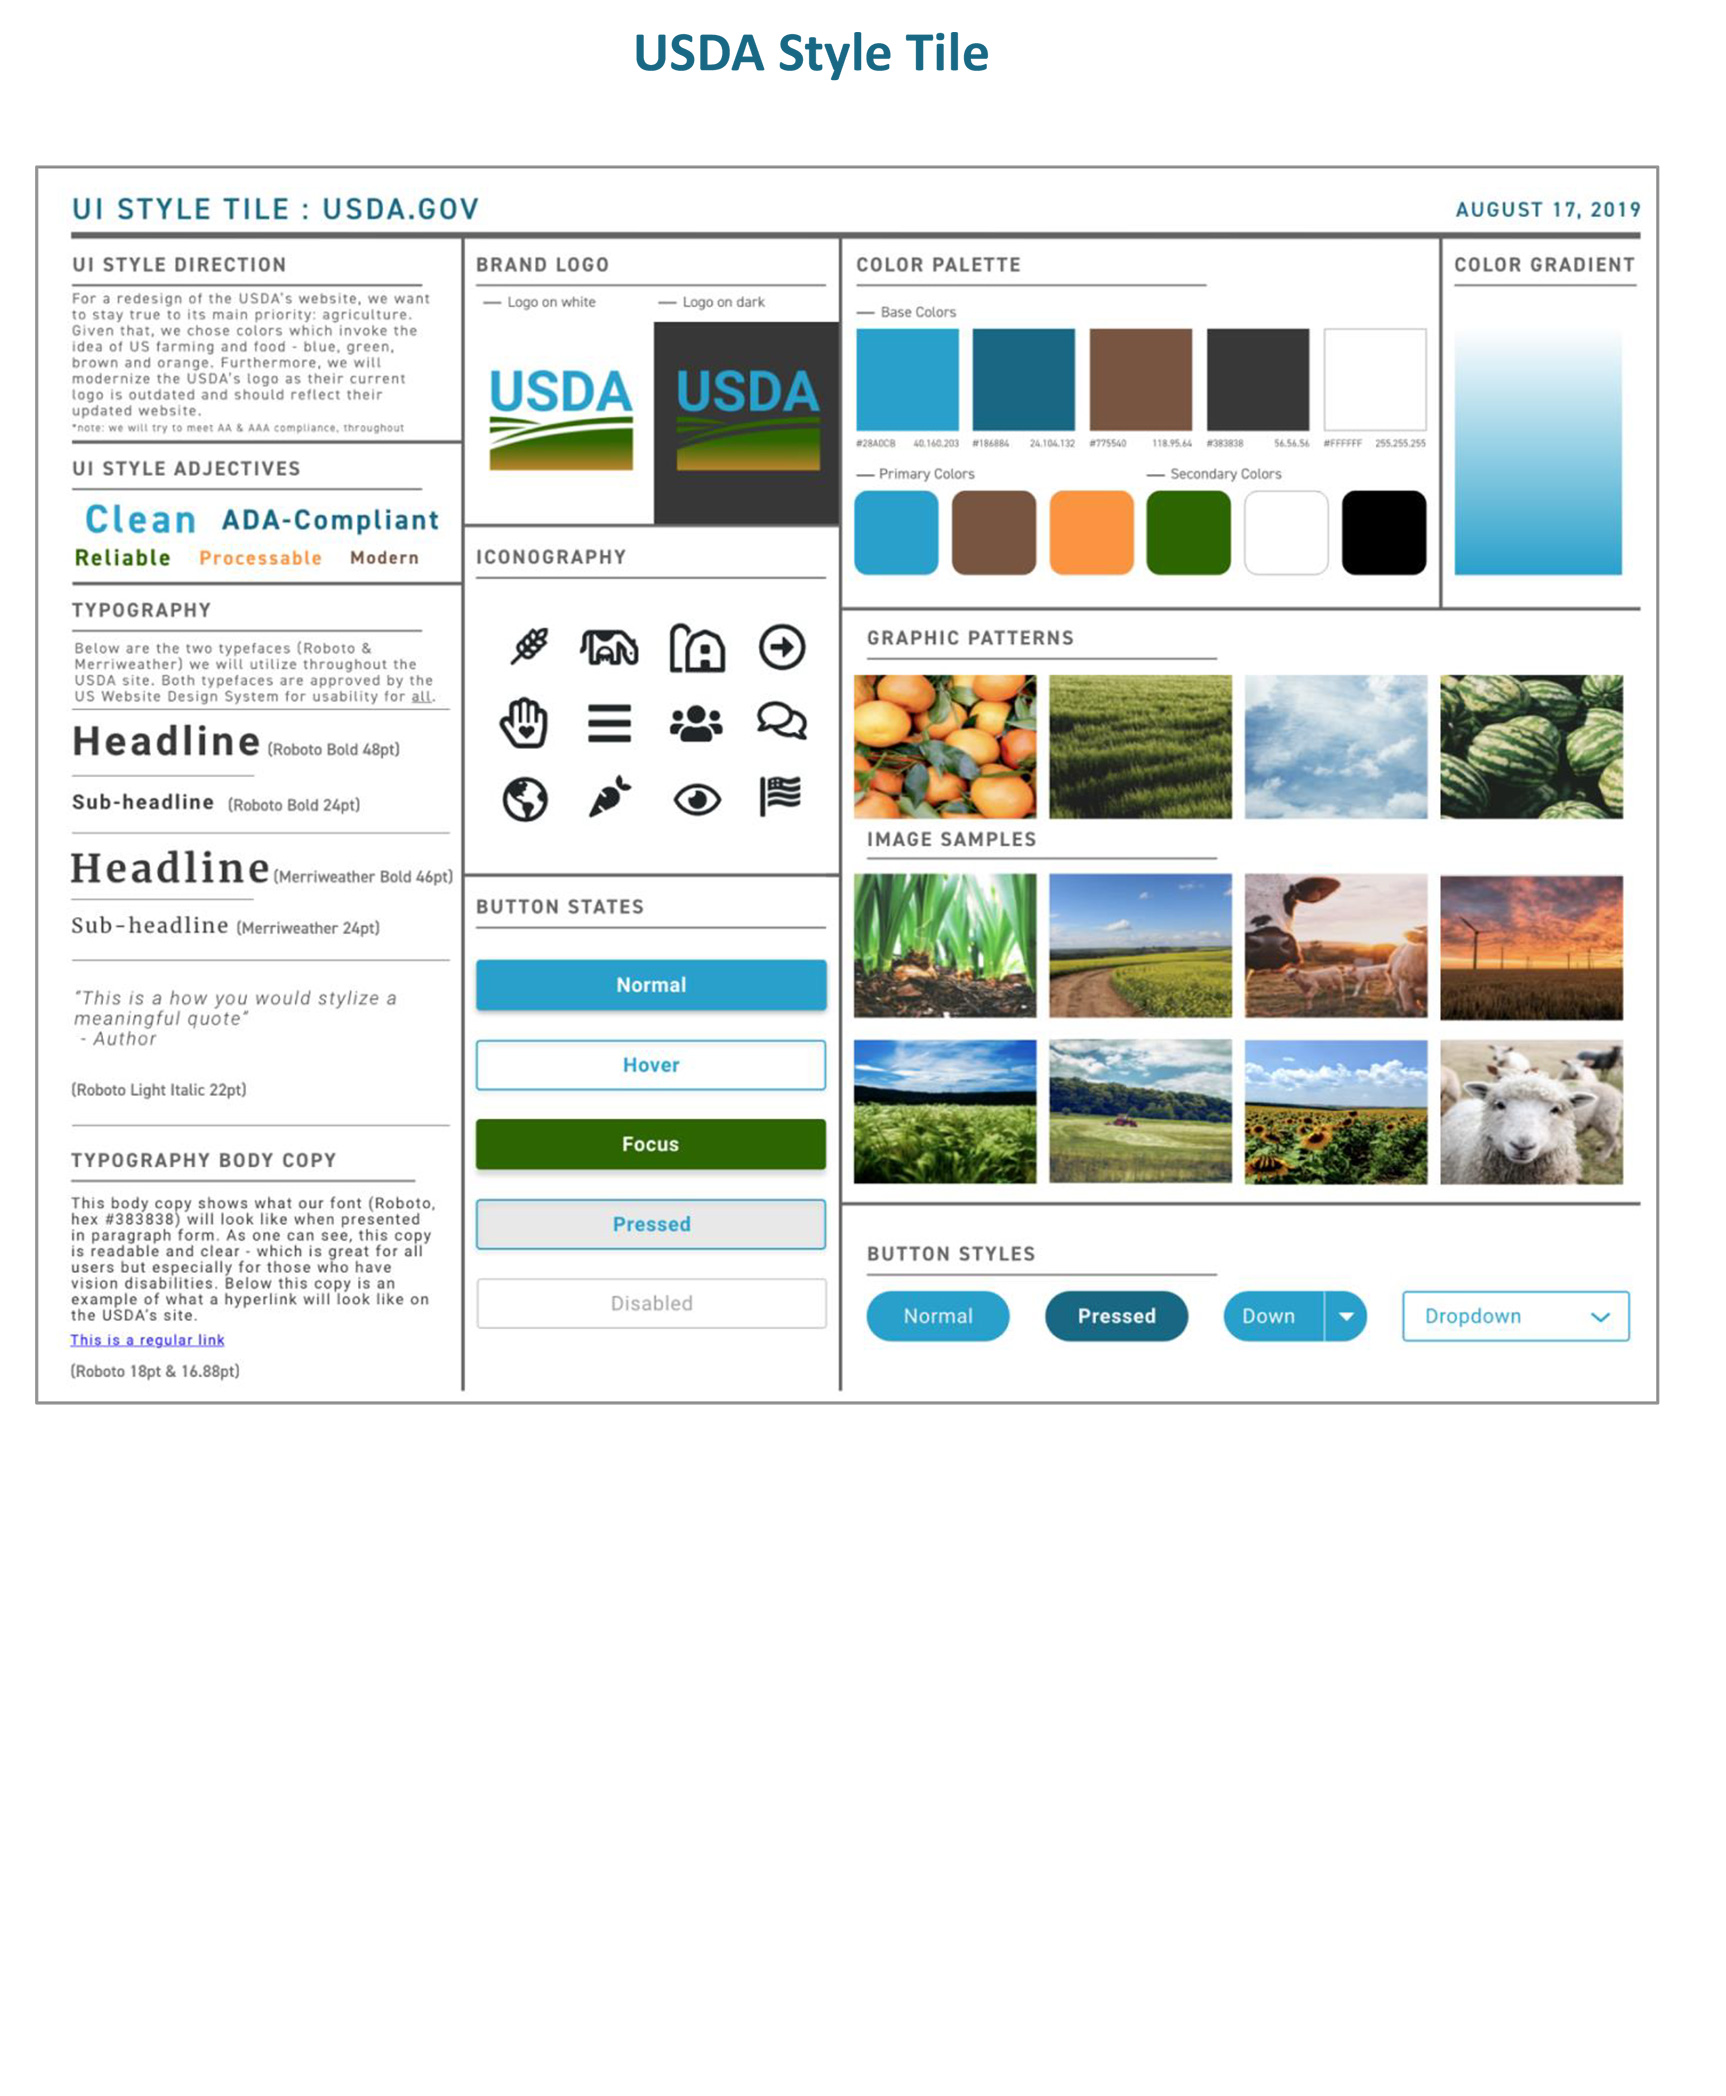 USDA Style Tile
UI STYLE TILE : USDA.GOV
AUGUST 17, 2019
UI STYLE DIRECTION
For a redesign of the USDA's website, we want
to stay true to its main priority: agriculture.
Given that, we chose colors which invoke the
idea of US farming and food - blue, green,
brown and orange. Furthermore, we will
modernize the USDA's logo as their current
logo is outdated and should reflect their
updated website.
*note: we will try to meet AA & AAA compliance, throughout
UI STYLE ADJECTIVES
Clean ADA-Compliant
Reliable Processable Modern
TYPOGRAPHY
Below are the two typefaces (Roboto &
Merriweather) we will utilize throughout the
USDA site. Both typefaces are approved by the
US Website Design System for usability for all.
Headline (Roboto Bold 48pt)
Sub-headline (Roboto Bold 24pt)
Headline (Merriweather Bold 46pt)
Sub-headline (Merriweather 24pt)
"This is a how you would stylize a
meaningful quote"
- Author
(Roboto Light Italic 22pt)
TYPOGRAPHY BODY COPY
This body copy shows what our font (Roboto,
hex #383838) will look like when presented
in paragraph form. As one can see, this copy
is readable and clear - which is great for all
users but especially for those who have
vision disabilities. Below this copy is an
example of what a hyperlink will look like on
the USDA's site.
This is a regular link
(Roboto 18pt & 16.88pt)
BRAND LOGO
— Logo on white — Logo on dark
USDA USDA
ICONOGRAPHY
BUTTON STATES
Normal
Hover
Focus
Pressed
Disabled
COLOR PALETTE
— Base Colors
#28A0CB 40.160.203 #186884 24.104.132 #775540 118.95.64 #383838 56.56.56 #FFFFFF 255.255.255
— Primary Colors — Secondary Colors
COLOR GRADIENT
GRAPHIC PATTERNS
IMAGE SAMPLES
BUTTON STYLES
Normal Pressed Down Dropdown